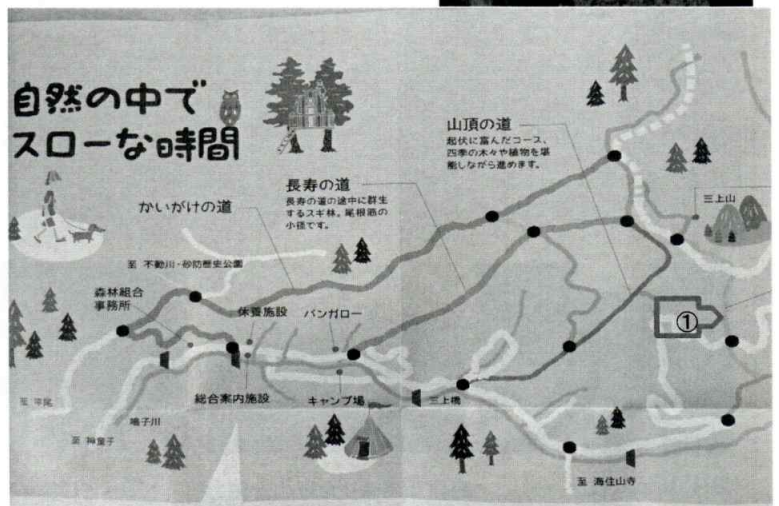 自然の中で
スローな時間
山頂の道
起伏に富んだコース、
四季の木々や植物を堪
能しながら進めます。
長寿の道
長寿の道の途中に群生
するスギ林。尾根筋の
小径です。
かいがけの道
三上山
至 不動川・砂防歴史公園
森林組合
事務所
休養施設
バンガロー
①
総合案内施設
キャンプ場
三上橋
至 平尾
鳴子川
至 神童子
至 海住山寺